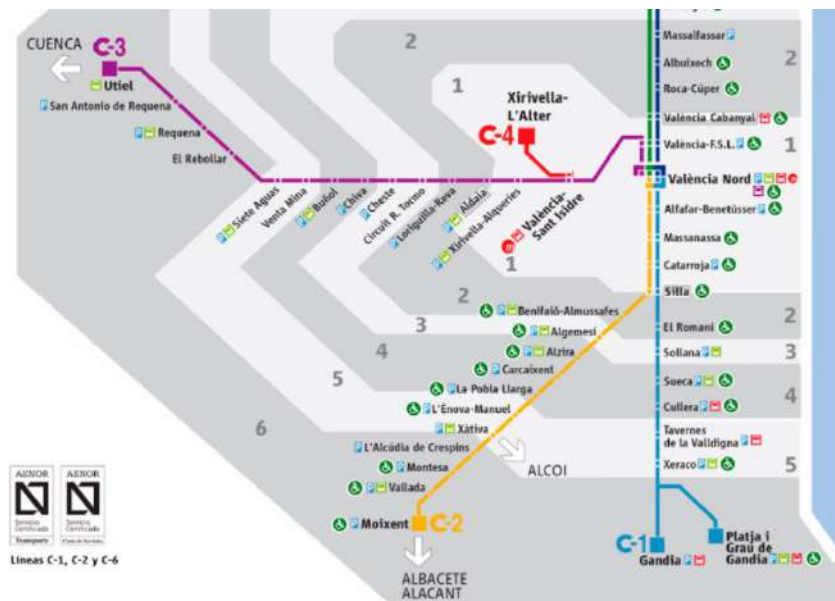 2
Massalfassar
CUENCA
C-3
Albuixech
2
Utiel
Roca-Cúper
1
Xirivella-
L'Alter
San Antonio de Requena
València Cabanyal
Requena
C-4
València-F.S.L.
1
El Rebollar
València Nord
Siete Aguas
Venta Mina
Buñol
Chiva
Cheste
Circuit R. Tormo
Loriguilla-Reva
Aldaia
Xirivella-Alqueries
València-
Sant Isidre
Alfafar-Benetússer
Massanassa
1
Catarroja
Silla
2
Benifaió-Almussafes
2
3
Algemesí
El Romaní
4
Alzira
Sollana
3
Carcaixent
5
La Pobla Llarga
Sueca
4
L'Ènova-Manuel
Cullera
6
Xàtiva
Tavernes
de la Valldigna
L'Alcúdia de Crespins
ALCOI
Xeraco
5
Montesa
Vallada
Moixent
C-2
C-1
Gandia
Platja i
Grau de
Gandia
ALBACETE
ALACANT
AENOR
AENOR
Servicio
Certificado
Servicio
Certificado
Transporte
Líneas C-1, C-2 y C-6